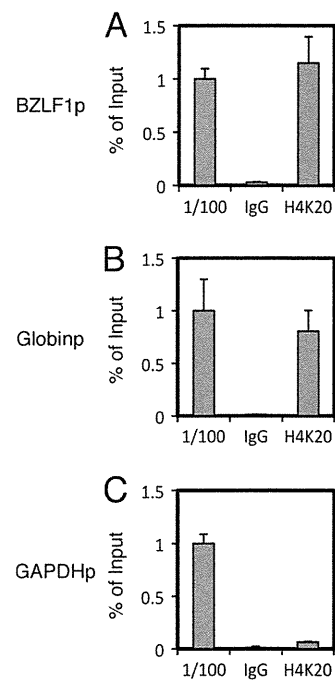 A
BZLF1p
% of Input
1.5
1
0.5
0
1/100 IgG H4K20
B
Globinp
% of Input
1.5
1
0.5
0
1/100 IgG H4K20
C
GAPDHp
% of Input
1.5
1
0.5
0
1/100 IgG H4K20